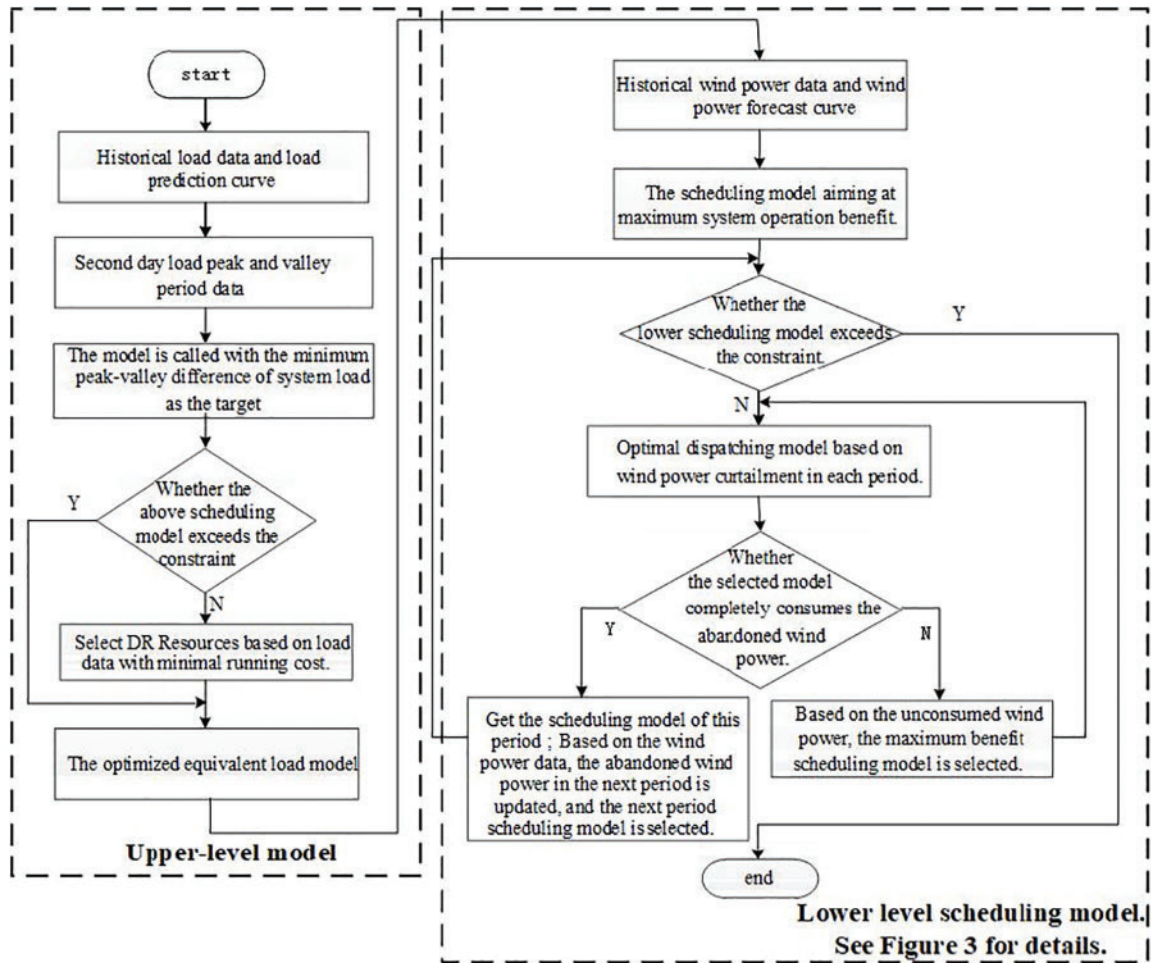 start
Historical load data and load
prediction curve
Second day load peak and valley
period data
The model is called with the minimum
peak-valley difference of system load
as the target
Y
Whether the
above scheduling
model exceeds the
constraint
N
Select DR Resources based on load
data with minimal running cost.
The optimized equivalent load model
Upper-level model
Historical wind power data and wind
power forecast curve
The scheduling model aiming at
maximum system operation benefit.
Whether the
lower scheduling model exceeds
the constraint.
Y
N
Optimal dispatching model based on
wind power curtailment in each period.
Whether
the selected model
completely consumes the
abandoned wind
power.
Y
N
Get the scheduling model of this
period ; Based on the wind
power data, the abandoned wind
power in the next period is
updated, and the next period
scheduling model is selected.
Based on the unconsumed wind
power, the maximum benefit
scheduling model is selected.
end
Lower level scheduling model.
See Figure 3 for details.